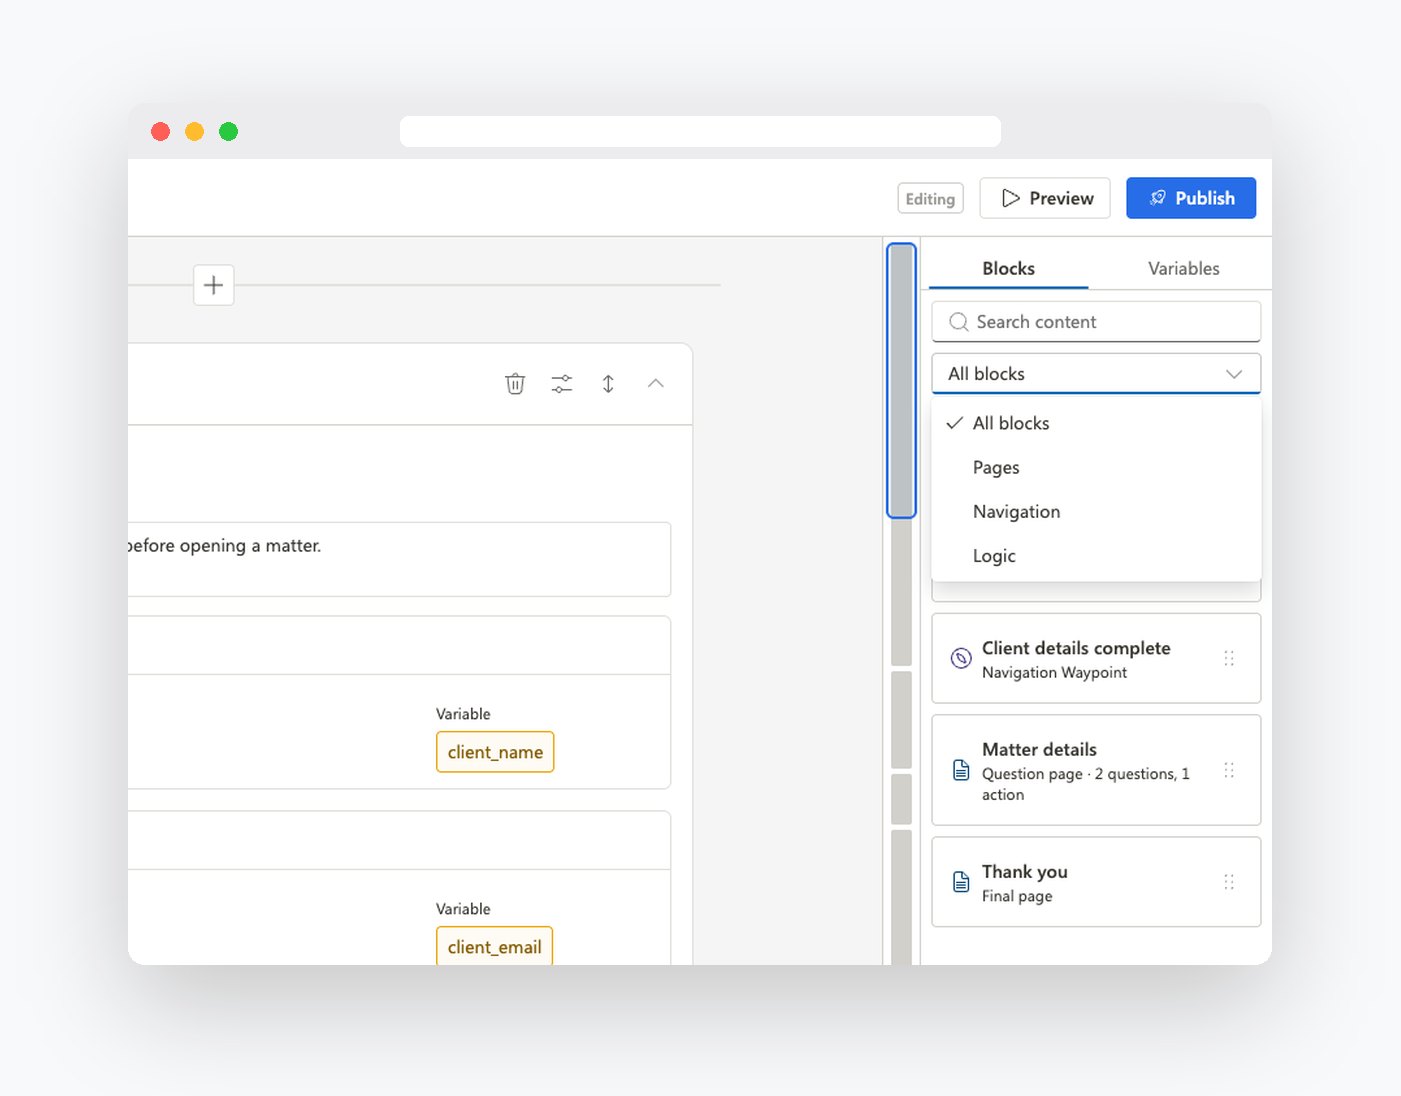 Editing
Preview
Publish
Blocks
Variables
Search content
All blocks
All blocks
Pages
Navigation
Logic
before opening a matter.
Client details complete
Navigation Waypoint
Variable
client_name
Matter details
Question page · 2 questions, 1
action
Thank you
Final page
Variable
client_email